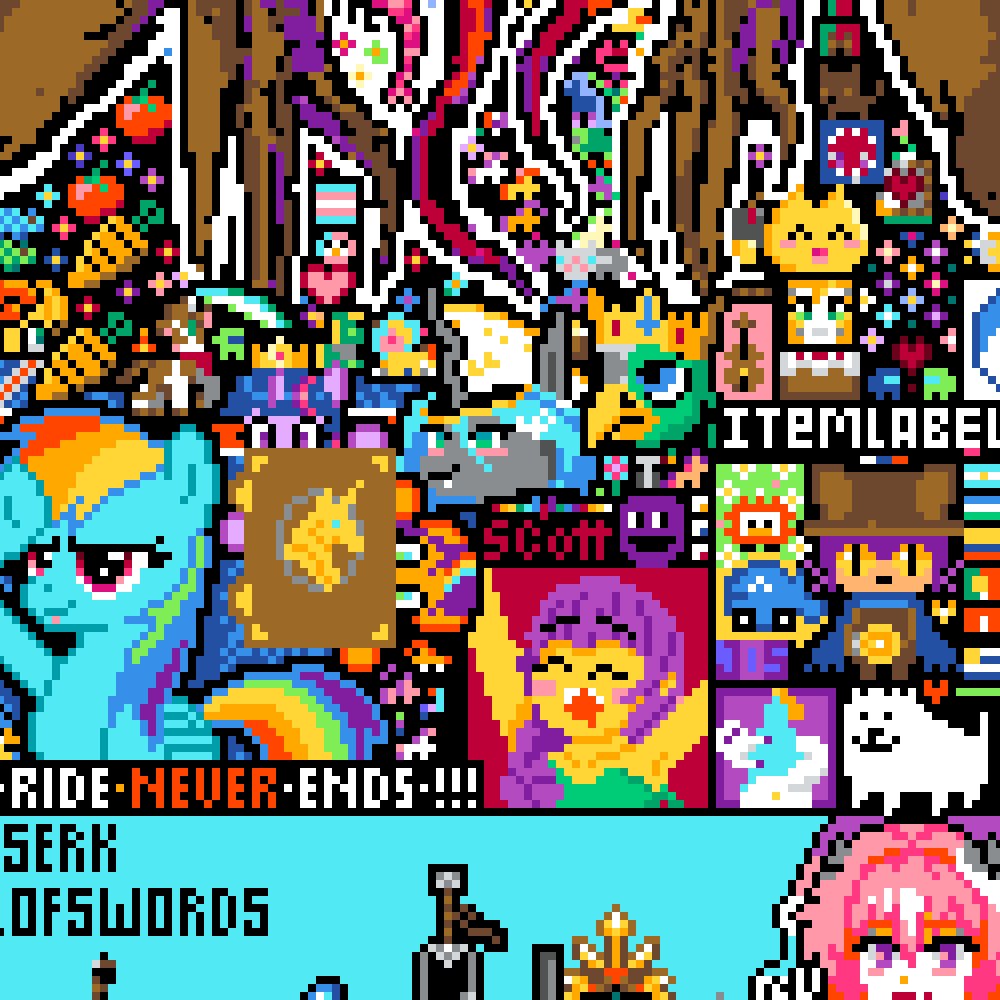 ITEMLABEL
SCOTT
·RIDE·NEVER·ENDS·!!!
SERK
OFSWORDS